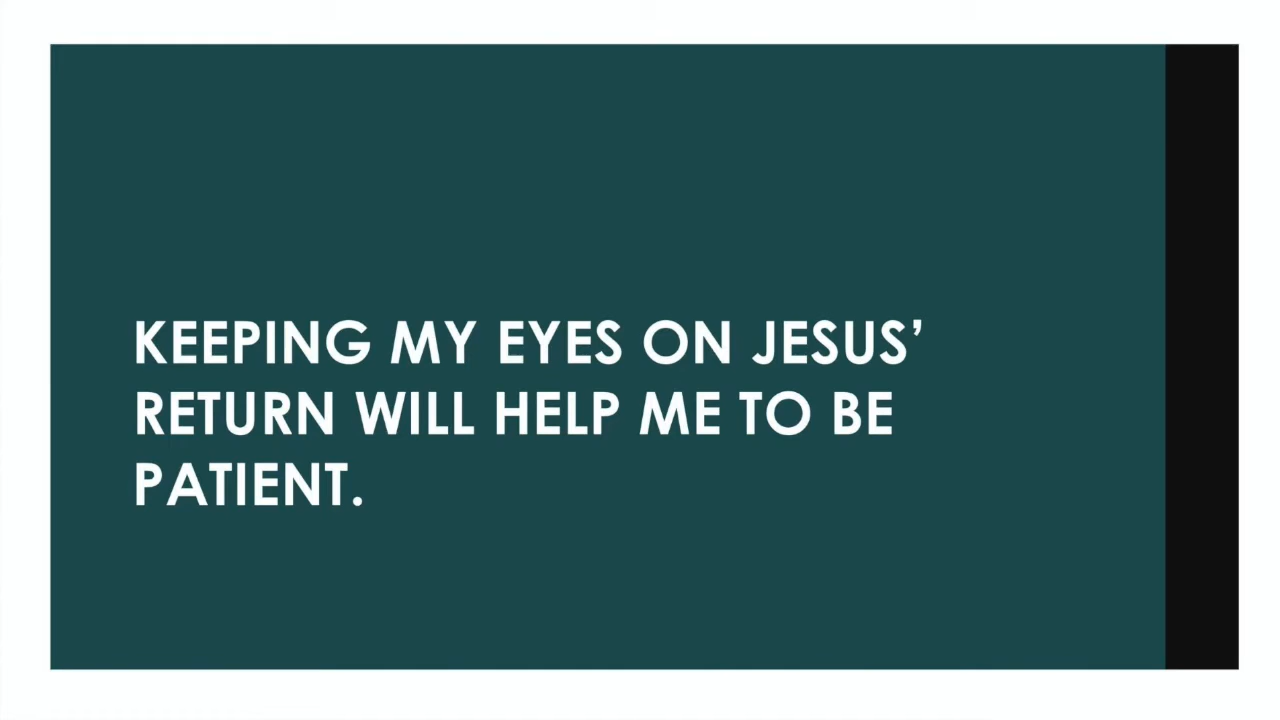 KEEPING MY EYES ON JESUS’
RETURN WILL HELP ME TO BE
PATIENT.